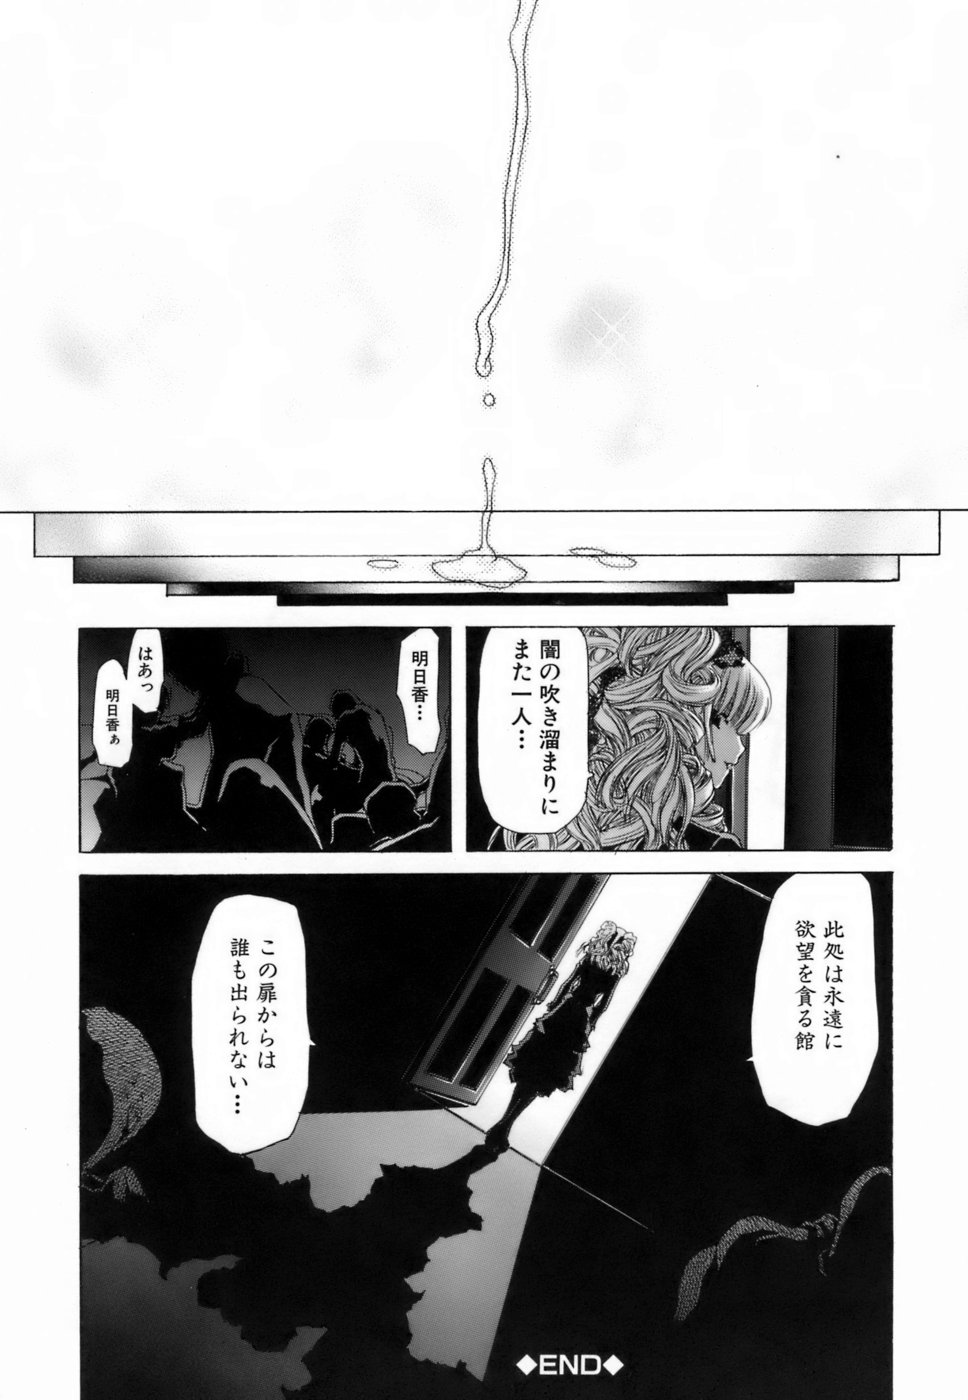 闇の吹き溜まりに
また一人…
明日香…
はあっ
明日香ぁ
此処は永遠に
欲望を貪る館
この扉からは
誰も出られない…
◆END◆